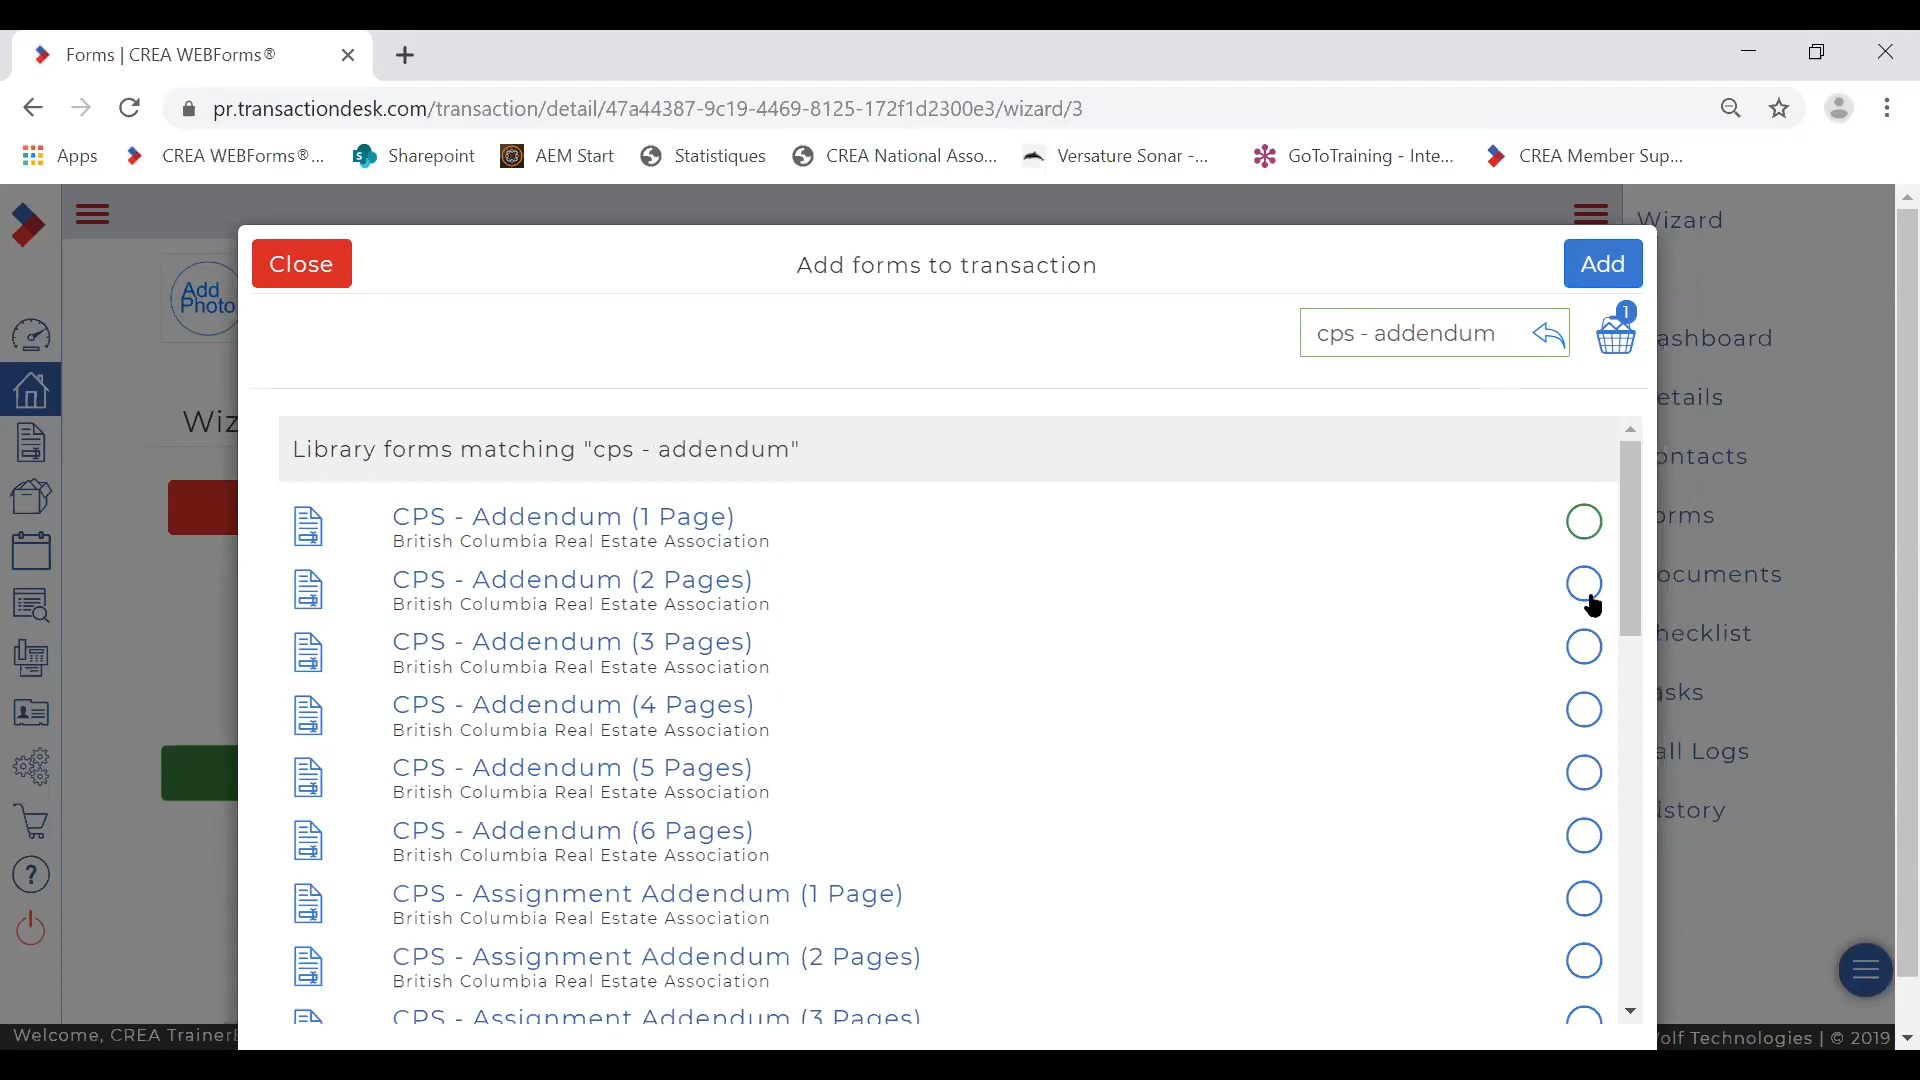 Forms | CREA WEBForms®
pr.transactiondesk.com/transaction/detail/47a44387-9c19-4469-8125-172f1d2300e3/wizard/3
Apps
CREA WEBForms®...
Sharepoint
AEM Start
Statistiques
CREA National Asso...
Versature Sonar -...
GoToTraining - Inte...
CREA Member Sup...
Wizard
Close
Add forms to transaction
Add
Add
Photo
cps - addendum
1
ashboard
etails
Wiz
Library forms matching "cps - addendum"
ontacts
CPS - Addendum (1 Page)
British Columbia Real Estate Association
orms
CPS - Addendum (2 Pages)
British Columbia Real Estate Association
ocuments
CPS - Addendum (3 Pages)
British Columbia Real Estate Association
hecklist
CPS - Addendum (4 Pages)
British Columbia Real Estate Association
asks
CPS - Addendum (5 Pages)
British Columbia Real Estate Association
all Logs
CPS - Addendum (6 Pages)
British Columbia Real Estate Association
istory
CPS - Assignment Addendum (1 Page)
British Columbia Real Estate Association
CPS - Assignment Addendum (2 Pages)
British Columbia Real Estate Association
CPS - Assignment Addendum (3 Pages)
Welcome, CREA Trainer
olf Technologies | © 2019